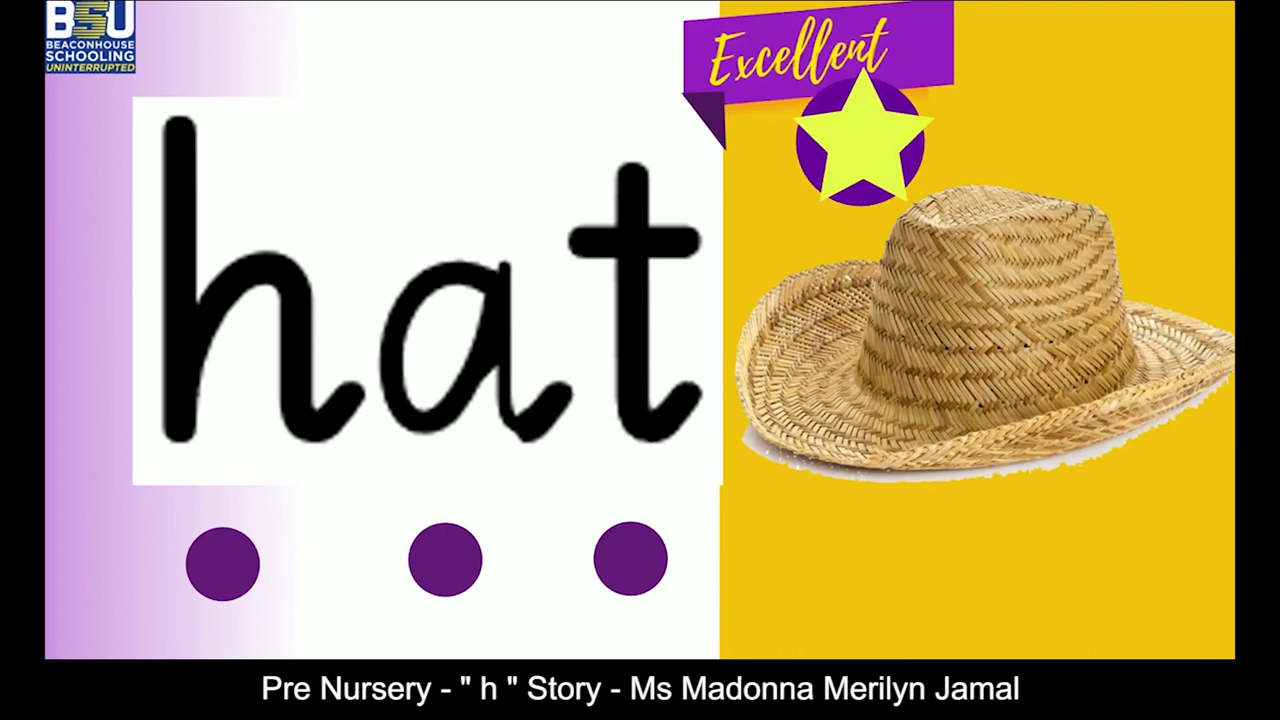 BSU
BEACONHOUSE
SCHOOLING
UNINTERRUPTED
Excellent
hat
Pre Nursery - " h " Story - Ms Madonna Merilyn Jamal